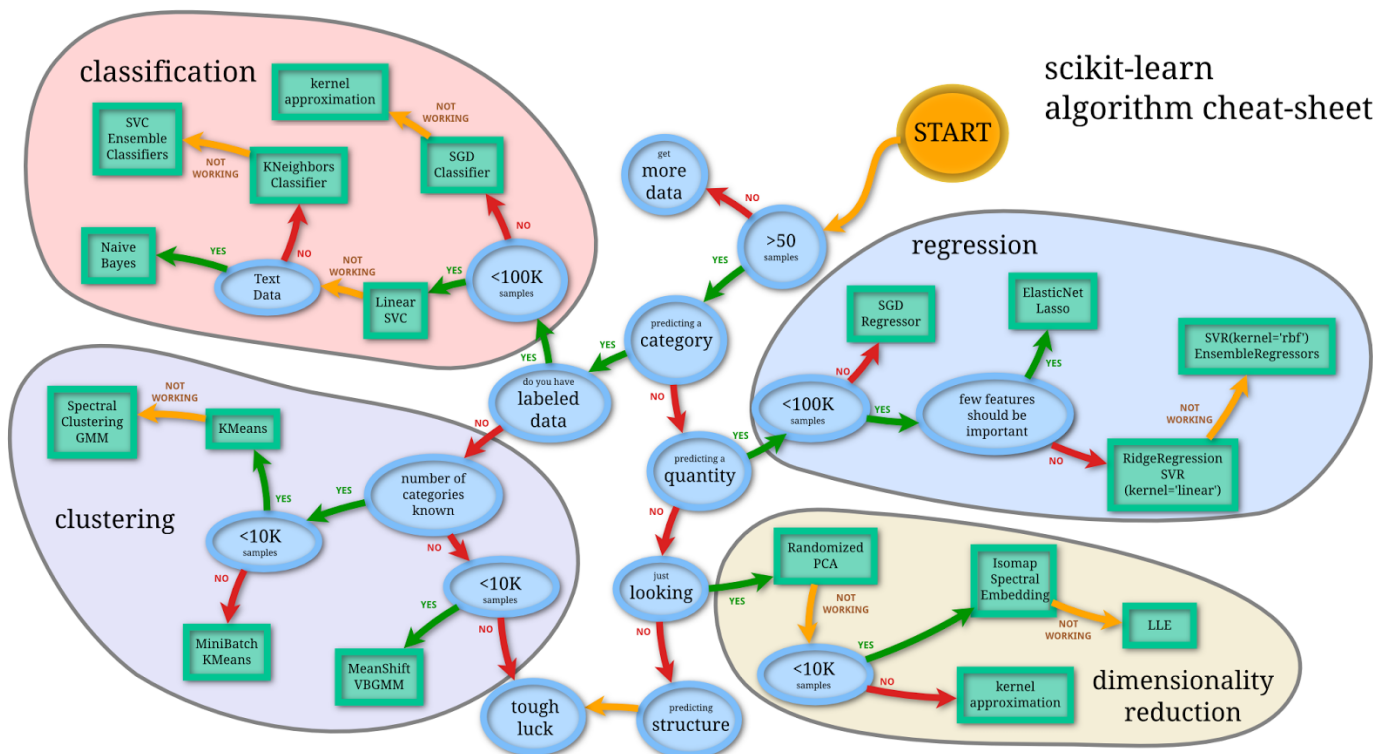 scikit-learn
algorithm cheat-sheet
START
>50
samples
NO
get
more
data
YES
predicting a
category
YES
do you have
labeled
data
YES
classification
<100K
samples
NO
SGD
Classifier
NOT
WORKING
kernel
approximation
YES
Linear
SVC
NOT
WORKING
Text
Data
YES
Naive
Bayes
NO
KNeighbors
Classifier
NOT
WORKING
SVC
Ensemble
Classifiers
NO
clustering
number of
categories
known
YES
<10K
samples
YES
KMeans
NOT
WORKING
Spectral
Clustering
GMM
NO
MiniBatch
KMeans
NO
<10K
samples
YES
MeanShift
VBGMM
NO
tough
luck
NO
predicting a
quantity
YES
regression
<100K
samples
NO
SGD
Regressor
YES
few features
should be
important
YES
ElasticNet
Lasso
NO
RidgeRegression
SVR
(kernel='linear')
NOT
WORKING
SVR(kernel='rbf')
EnsembleRegressors
NO
just
looking
YES
Randomized
PCA
NOT
WORKING
<10K
samples
YES
Isomap
Spectral
Embedding
NOT
WORKING
LLE
NO
kernel
approximation
dimensionality
reduction
NO
predicting
structure